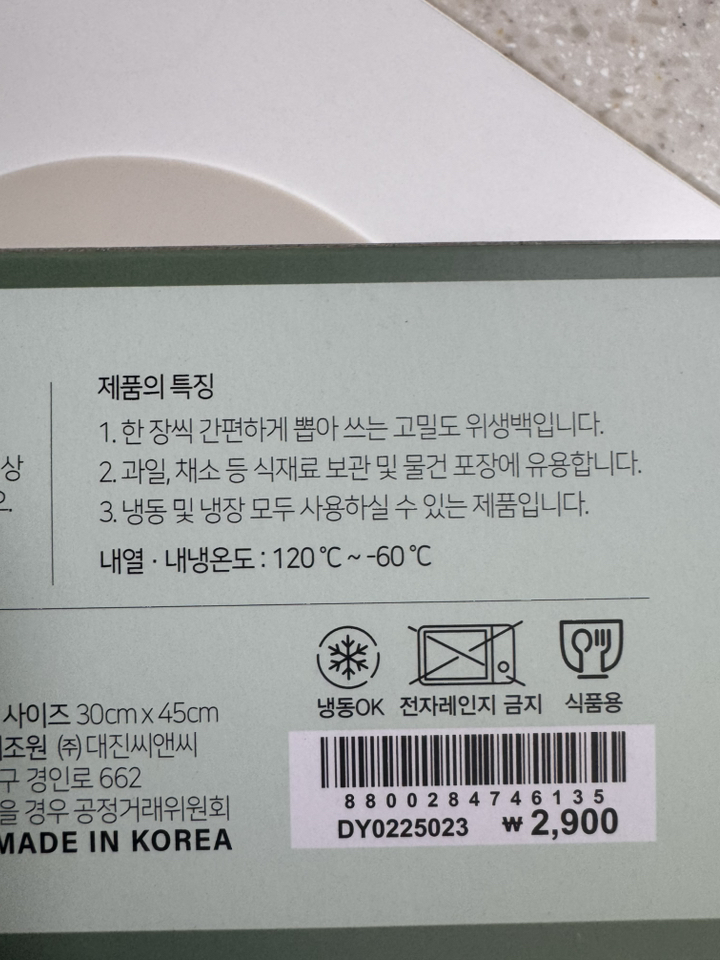 제품의 특징
1. 한 장씩 간편하게 뽑아 쓰는 고밀도 위생백입니다.
2. 과일, 채소 등 식재료 보관 및 물건 포장에 유용합니다.
3. 냉동 및 냉장 모두 사용하실 수 있는 제품입니다.
내열 · 내냉온도 : 120 ℃ ~ -60 ℃
상
오.
사이즈 30cm x 45cm
조원 ㈜대진씨앤씨
구 경인로 662
을 경우 공정거래위원회
MADE IN KOREA
냉동OK 전자레인지 금지 식품용
8800284746135
DY0225023 ₩ 2,900